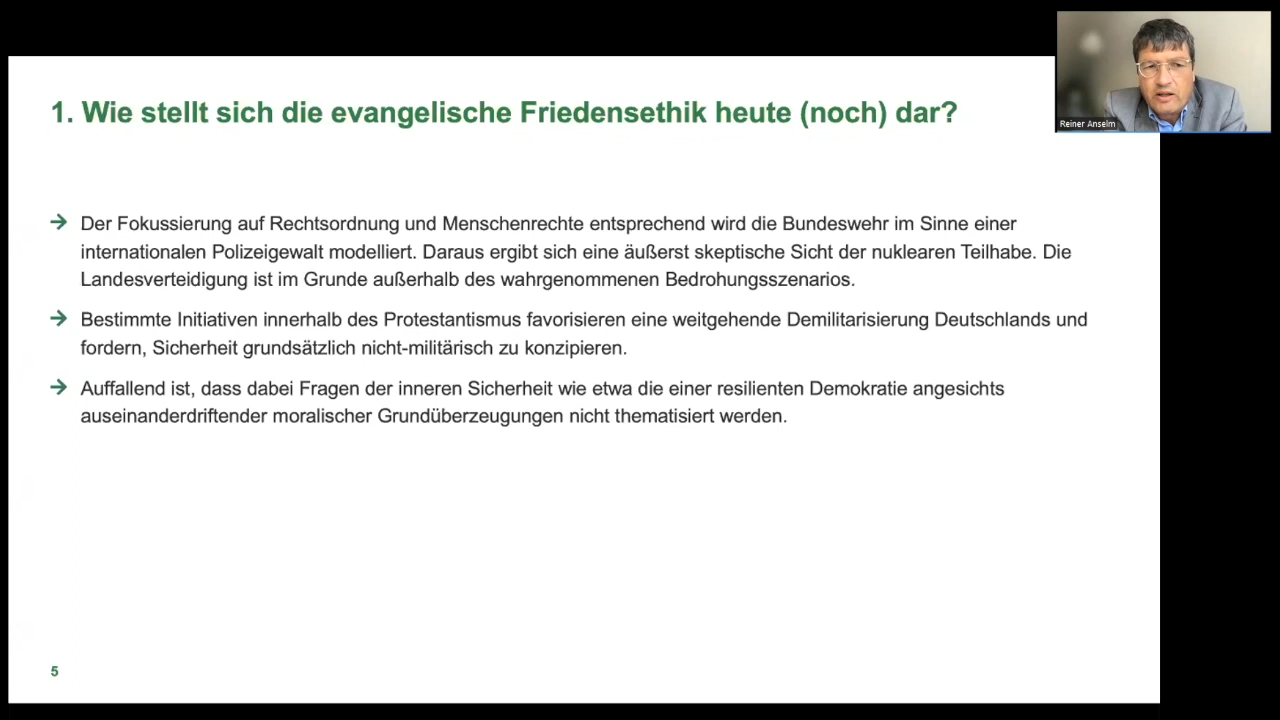 1. Wie stellt sich die evangelische Friedensethik heute (noch) dar?
Reiner Anselm
→ Der Fokussierung auf Rechtsordnung und Menschenrechte entsprechend wird die Bundeswehr im Sinne einer
internationalen Polizeigewalt modelliert. Daraus ergibt sich eine äußerst skeptische Sicht der nuklearen Teilhabe. Die
Landesverteidigung ist im Grunde außerhalb des wahrgenommenen Bedrohungsszenarios.
→ Bestimmte Initiativen innerhalb des Protestantismus favorisieren eine weitgehende Demilitarisierung Deutschlands und
fordern, Sicherheit grundsätzlich nicht-militärisch zu konzipieren.
→ Auffallend ist, dass dabei Fragen der inneren Sicherheit wie etwa die einer resilienten Demokratie angesichts
auseinanderdriftender moralischer Grundüberzeugungen nicht thematisiert werden.
5